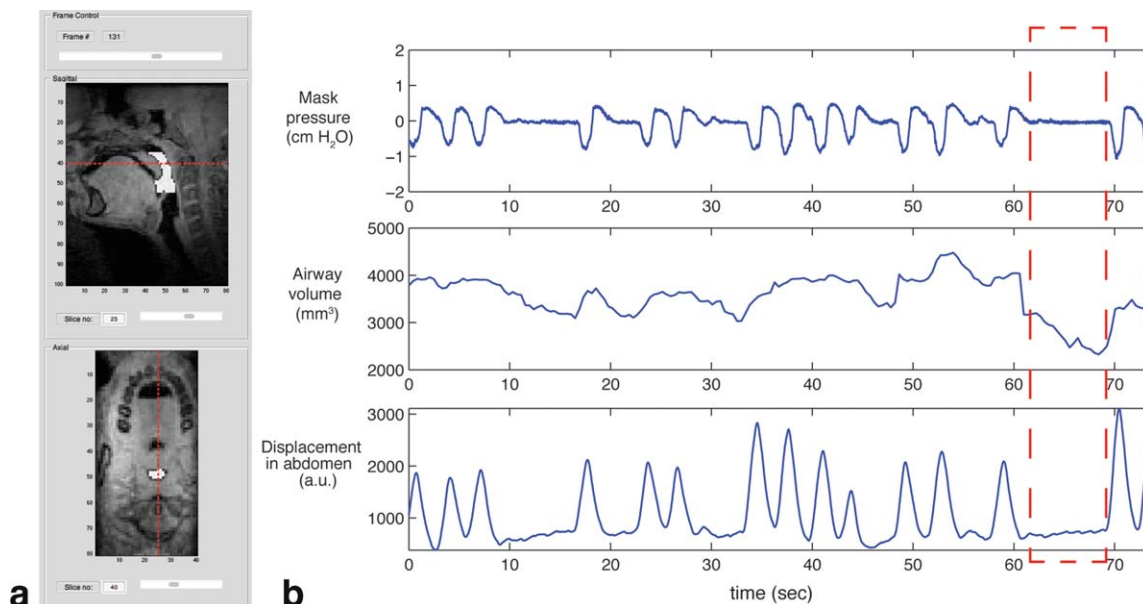 Frame Control
Frame # 131
Sagittal
10
20
30
40
50
60
70
80
90
100
10 20 30 40 50 60 70 80
Slice no: 25
Axial
10
20
30
40
50
60
70
80
10 20 30 40
Slice no: 40
a
Mask
pressure
(cm H₂O)
2
1
0
−1
−2
0 10 20 30 40 50 60 70
Airway
volume
(mm³)
5000
4000
3000
2000
0 10 20 30 40 50 60 70
Displacement
in abdomen
(a.u.)
3000
2000
1000
0 10 20 30 40 50 60 70
time (sec)
b